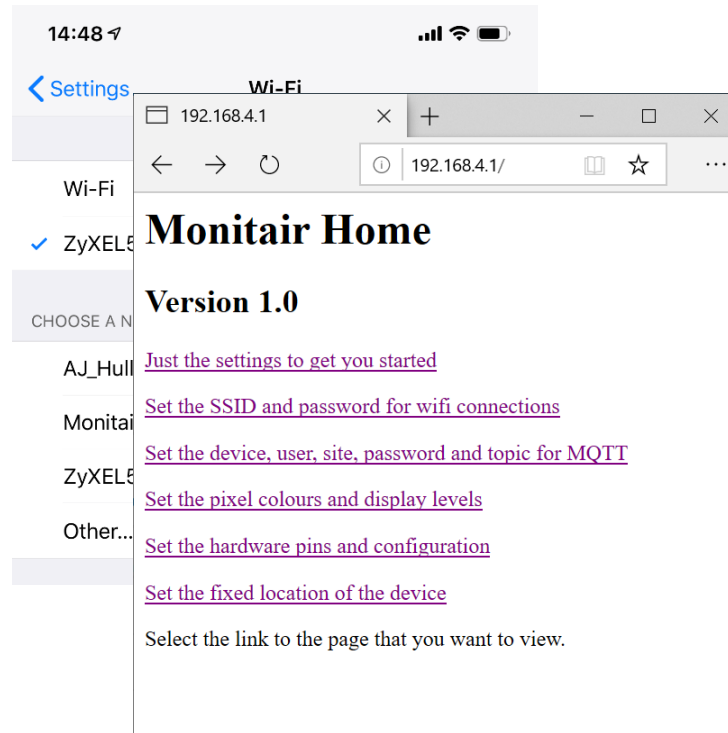 14:48
Settings
Wi-Fi
Wi-Fi
CHOOSE A N
AJ_Hull
Monitai
Other...
192.168.4.1
192.168.4.1/
Monitair Home
Version 1.0
Just the settings to get you started
Set the SSID and password for wifi connections
Set the device, user, site, password and topic for MQTT
Set the pixel colours and display levels
Set the hardware pins and configuration
Set the fixed location of the device
Select the link to the page that you want to view.